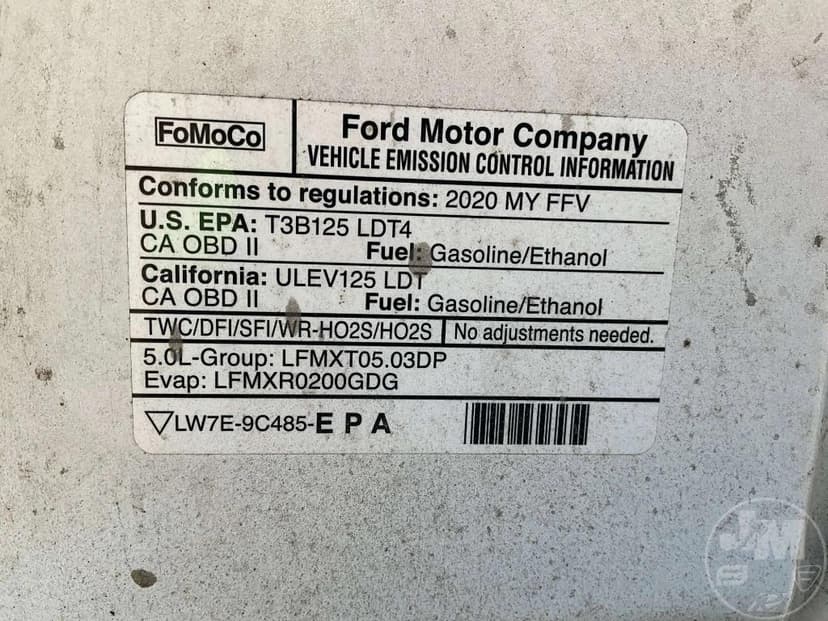 FoMoCo
Ford Motor Company
VEHICLE EMISSION CONTROL INFORMATION
Conforms to regulations: 2020 MY FFV
U.S. EPA: T3B125 LDT4
CA OBD II Fuel: Gasoline/Ethanol
California: ULEV125 LDT
CA OBD II Fuel: Gasoline/Ethanol
TWC/DFI/SFI/WR-HO2S/HO2S No adjustments needed.
5.0L-Group: LFMXT05.03DP
Evap: LFMXR0200GDG
LW7E-9C485-E P A
JM